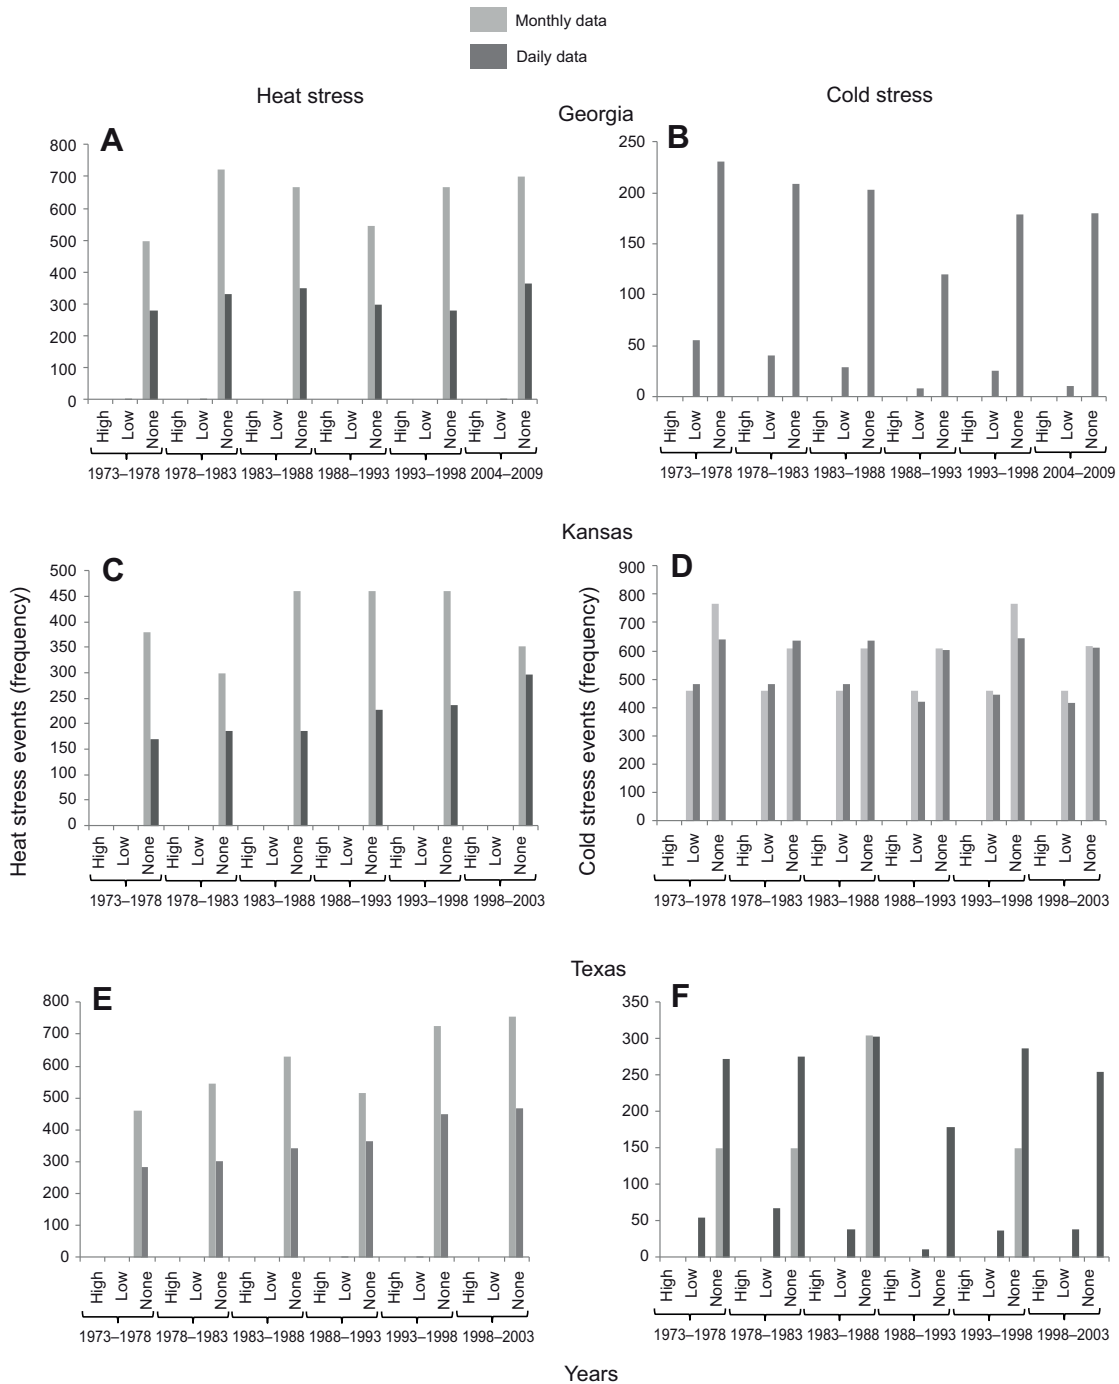 Monthly data
Daily data
Heat stress
Cold stress
Georgia
A
800
700
600
500
400
300
200
100
0
High Low None High Low None High Low None High Low None High Low None High Low None
1973–1978 1978–1983 1983–1988 1988–1993 1993–1998 2004–2009
B
250
200
150
100
50
0
High Low None High Low None High Low None High Low None High Low None High Low None
1973–1978 1978–1983 1983–1988 1988–1993 1993–1998 2004–2009
Kansas
Heat stress events (frequency)
C
500
450
400
350
300
250
200
150
100
50
0
High Low None High Low None High Low None High Low None High Low None High Low None
1973–1978 1978–1983 1983–1988 1988–1993 1993–1998 1998–2003
Cold stress events (frequency)
D
900
800
700
600
500
400
300
200
100
0
High Low None High Low None High Low None High Low None High Low None High Low None
1973–1978 1978–1983 1983–1988 1988–1993 1993–1998 1998–2003
Texas
E
800
700
600
500
400
300
200
100
0
High Low None High Low None High Low None High Low None High Low None High Low None
1973–1978 1978–1983 1983–1988 1988–1993 1993–1998 1998–2003
F
350
300
250
200
150
100
50
0
High Low None High Low None High Low None High Low None High Low None High Low None
1973–1978 1978–1983 1983–1988 1988–1993 1993–1998 1998–2003
Years